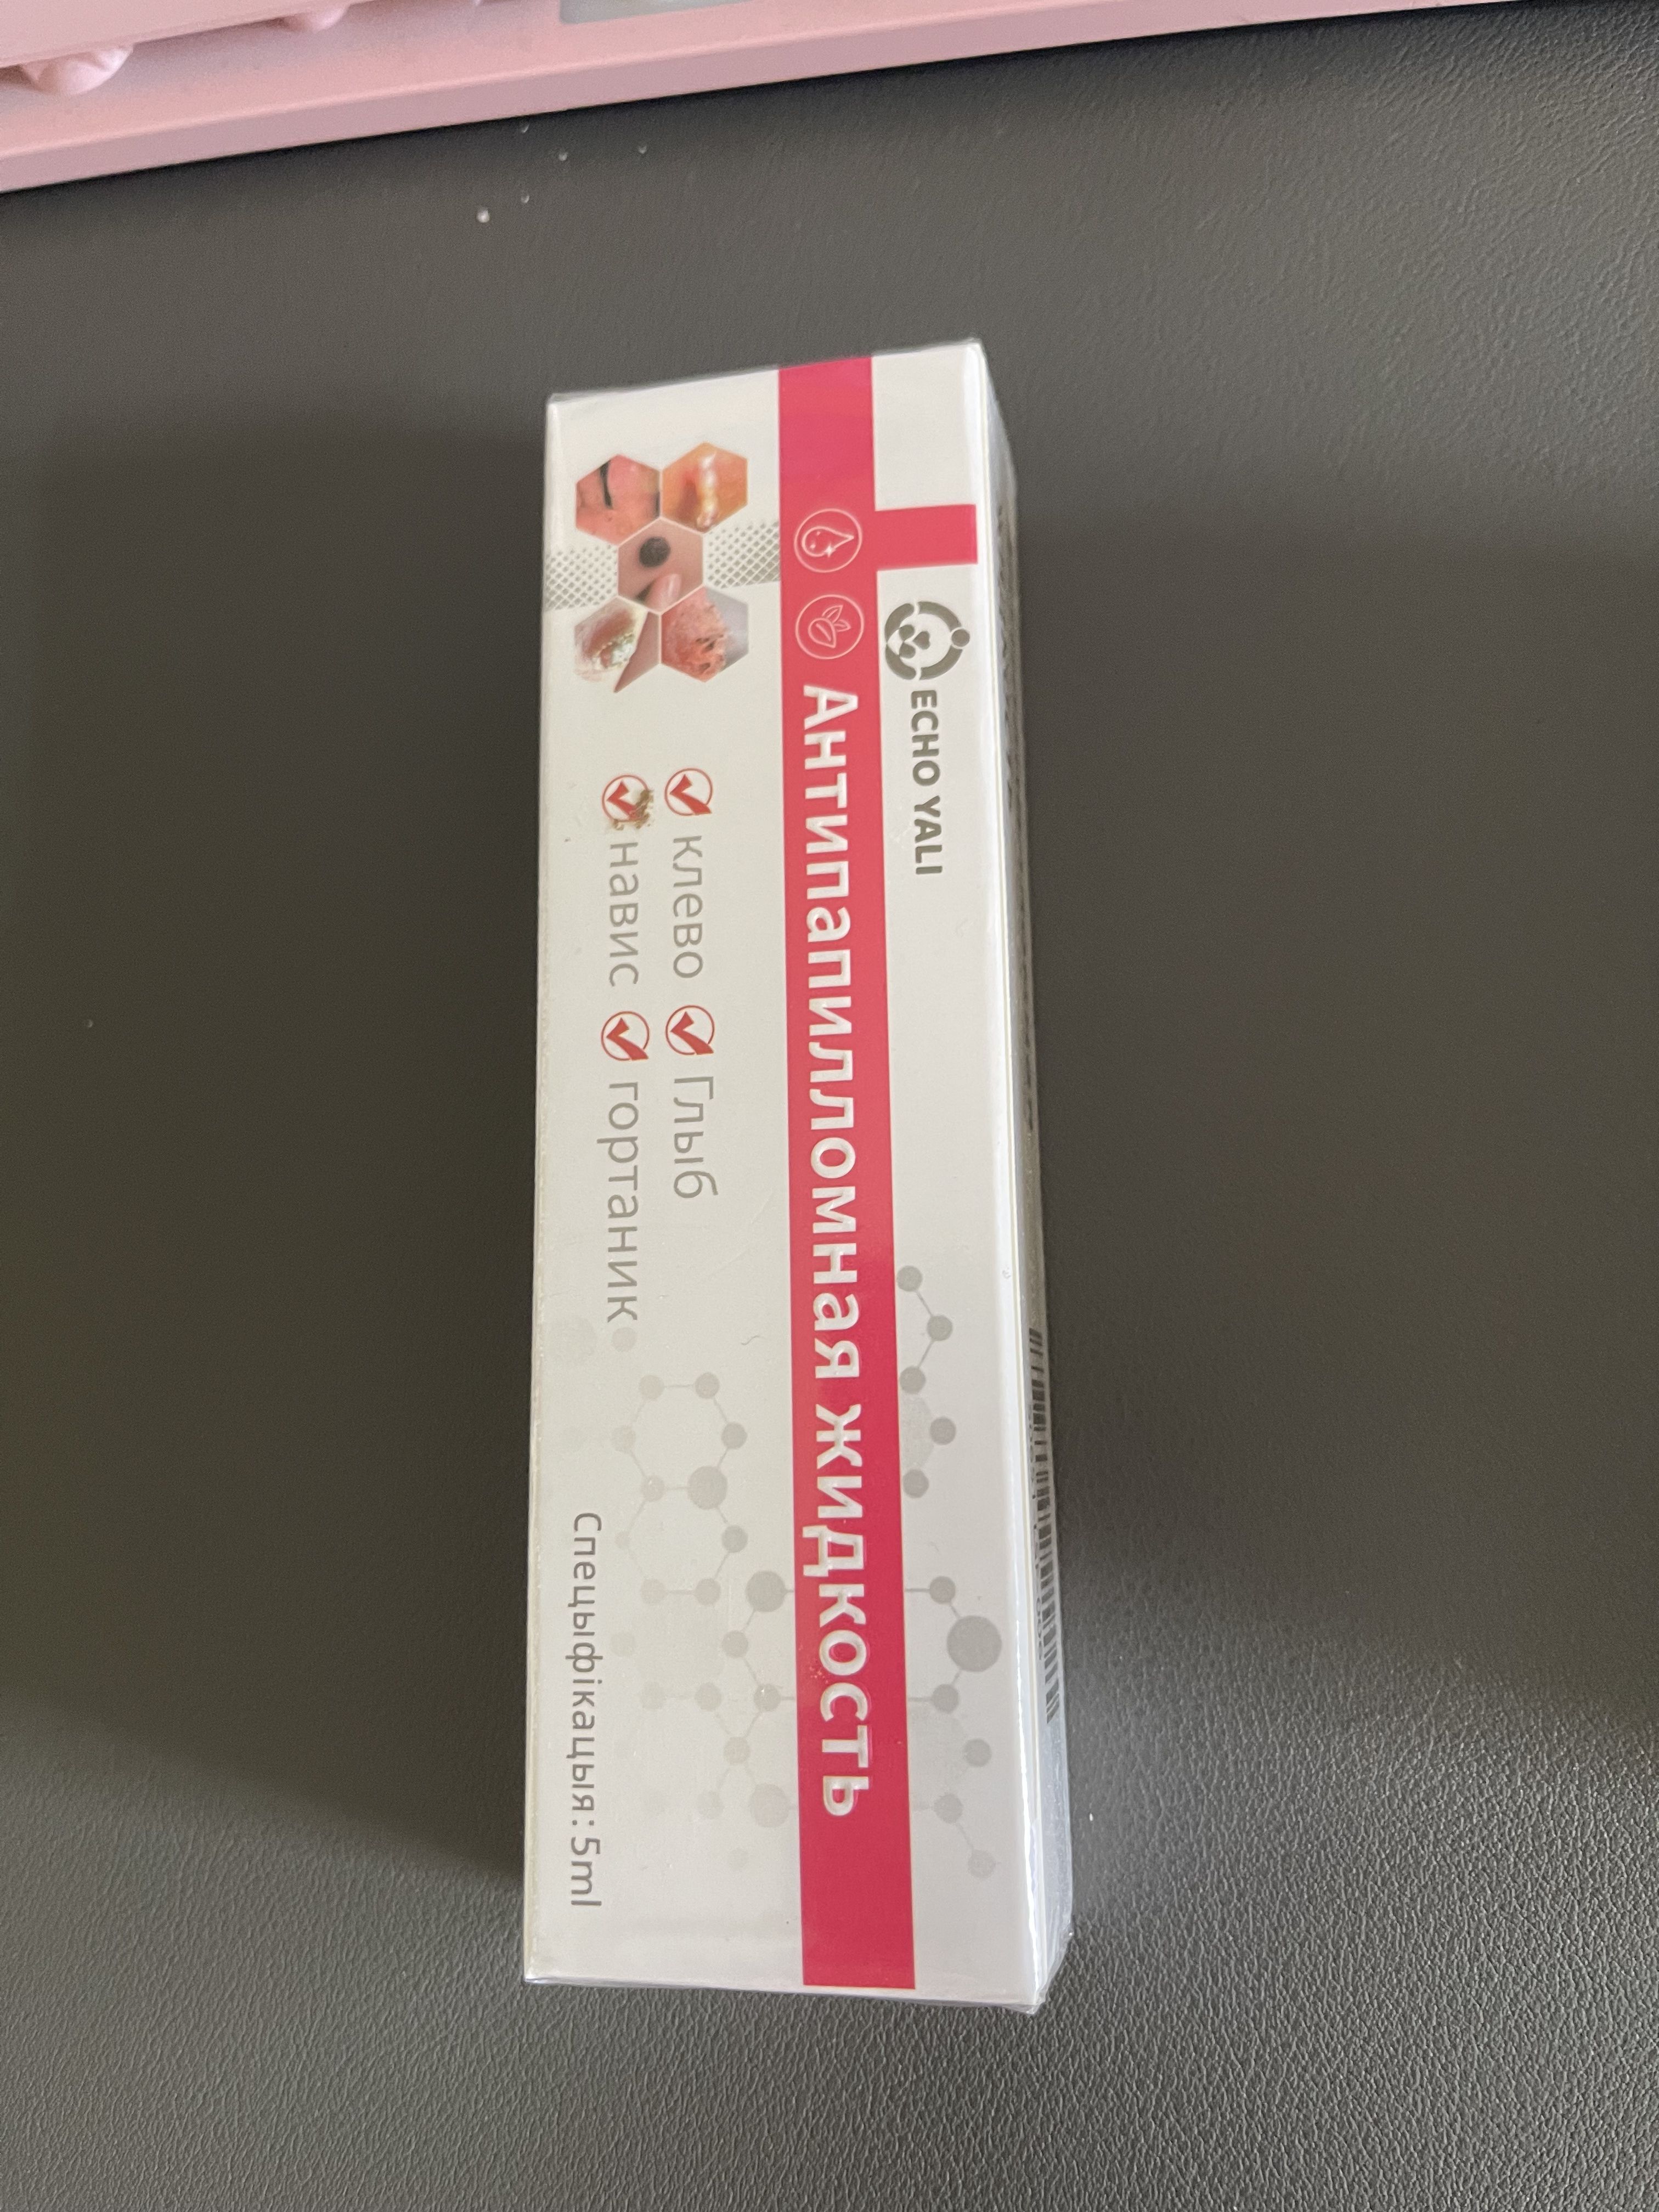 ECHO YALI
Антипапилломная жидкость
клево Глыб
навис гортаник
Спецыфікацыя: 5ml